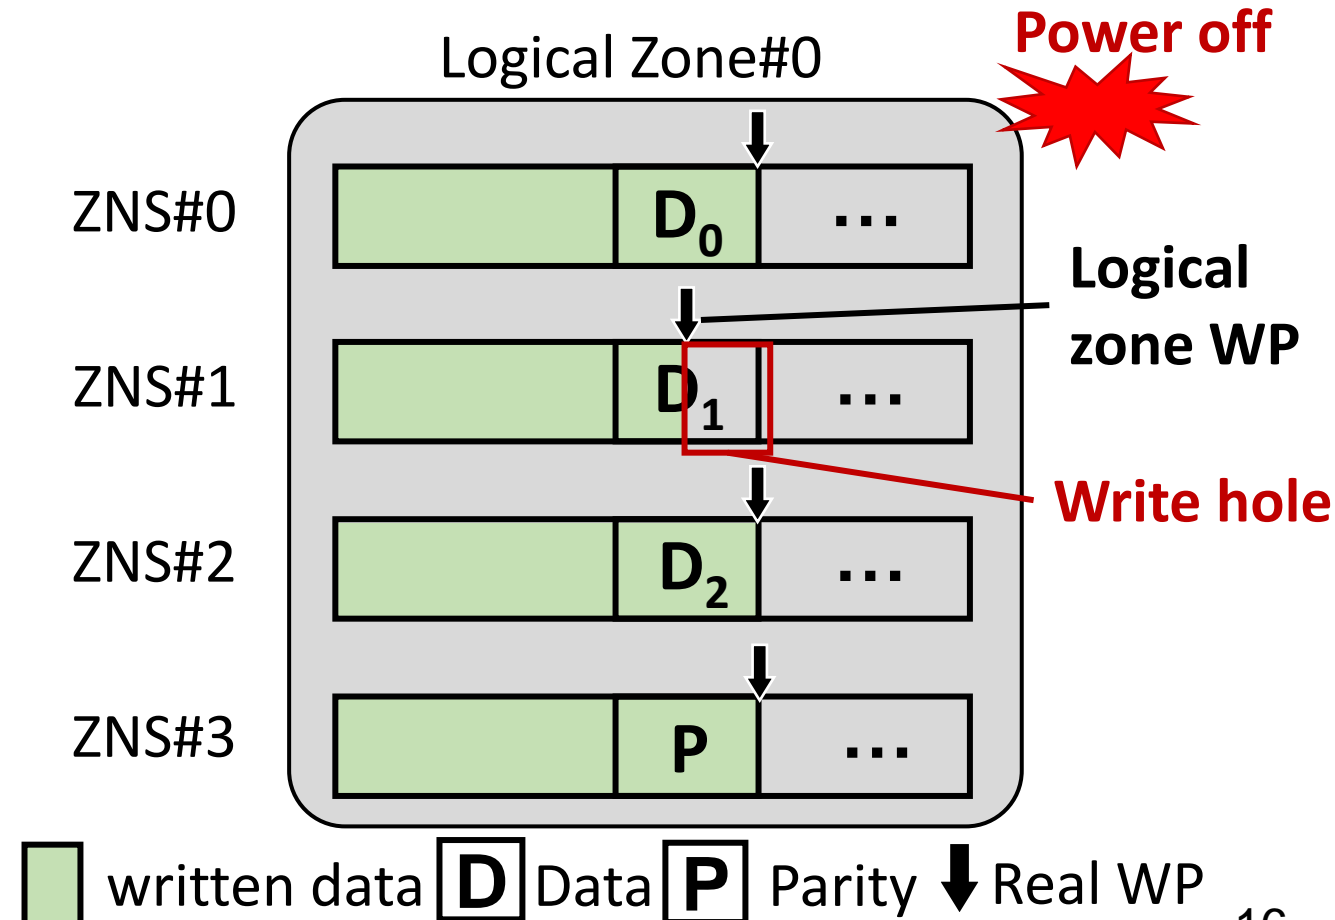 Power off
Logical Zone#0
ZNS#0
D0
...
Logical
zone WP
ZNS#1
D1
...
Write hole
ZNS#2
D2
...
ZNS#3
P
...
written data D Data P Parity Real WP
16